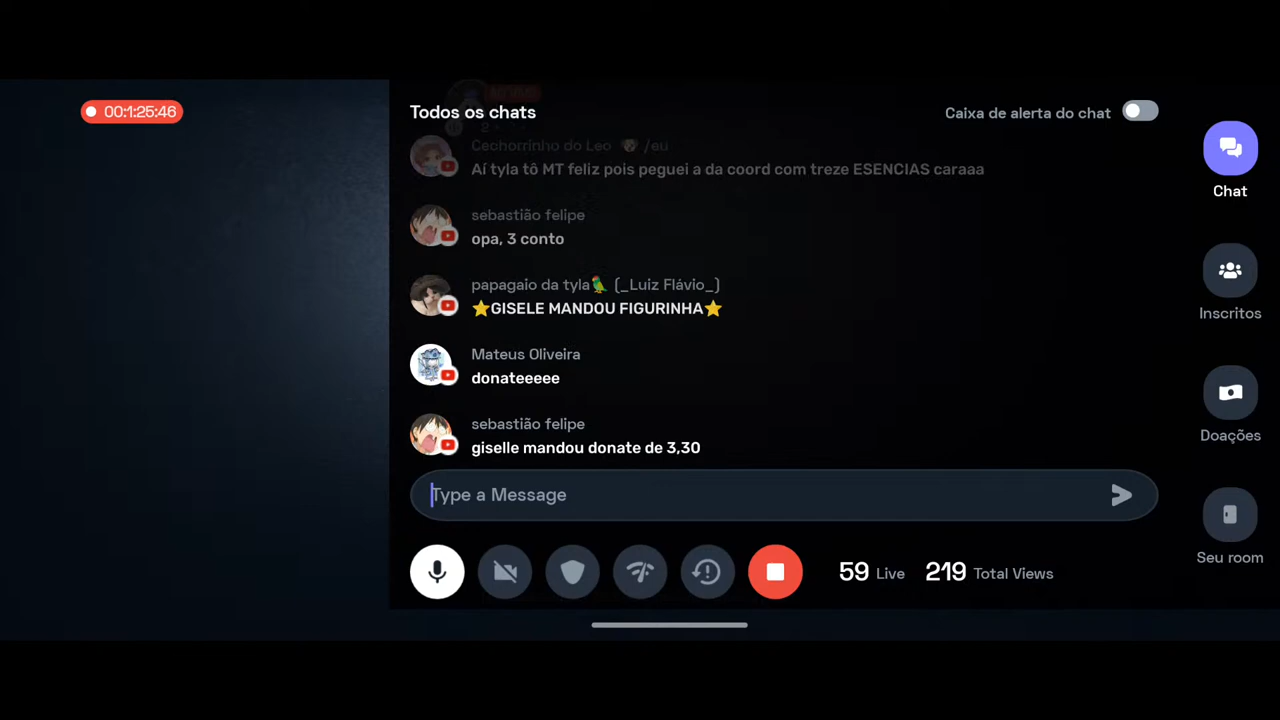 00:1:25:46
Todos os chats
Caixa de alerta do chat
Cechorrinho do Leo 🐶 /eu
Aí tyla tô MT feliz pois peguei a da coord com treze ESENCIAS caraaa
sebastião felipe
opa, 3 conto
papagaio da tyla🦜 (_Luiz Flávio_)
⭐GISELE MANDOU FIGURINHA⭐
Mateus Oliveira
donateeeee
sebastião felipe
giselle mandou donate de 3,30
Type a Message
59 Live 219 Total Views
Chat
Inscritos
Doações
Seu room